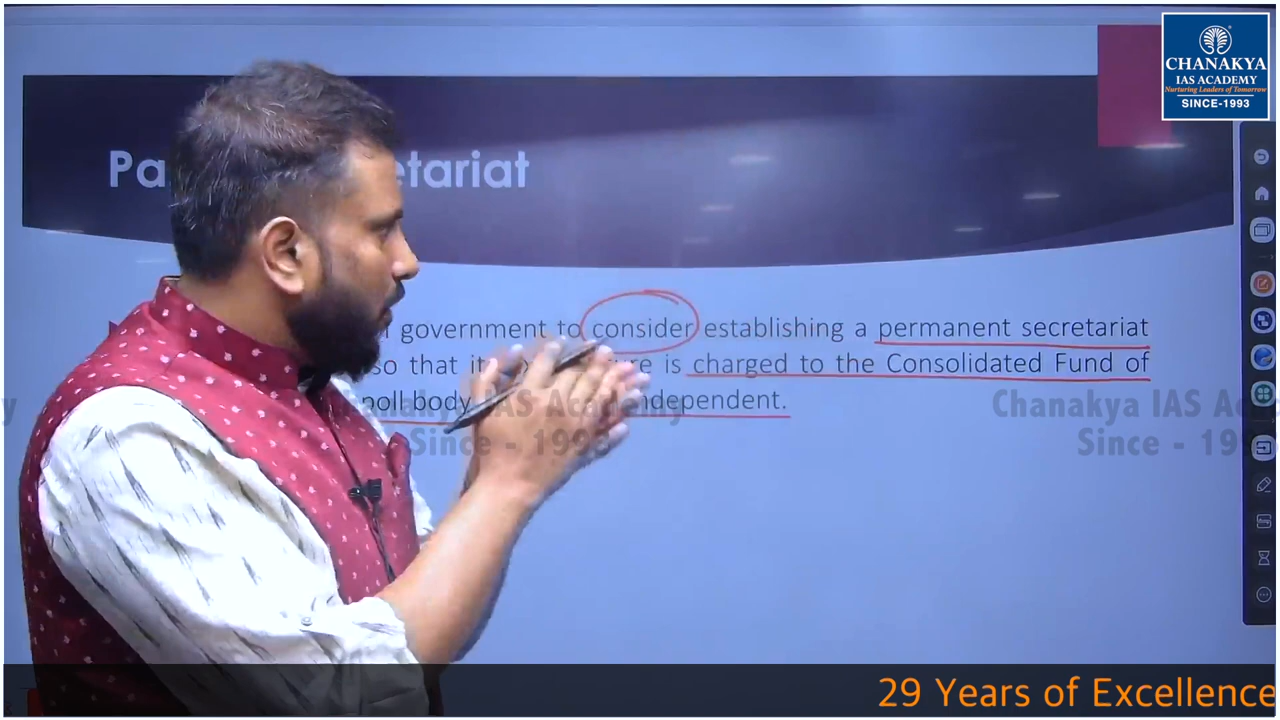 CHANAKYA
IAS ACADEMY
Nurturing Leaders of Tomorrow
SINCE-1993
Pa etariat
government to consider establishing a permanent secretariat
so that it re is charged to the Consolidated Fund of
poll body ndependent.
Chanakya IAS Academy
Since - 1993
Chanakya IAS Ac
Since - 19
29 Years of Excellence